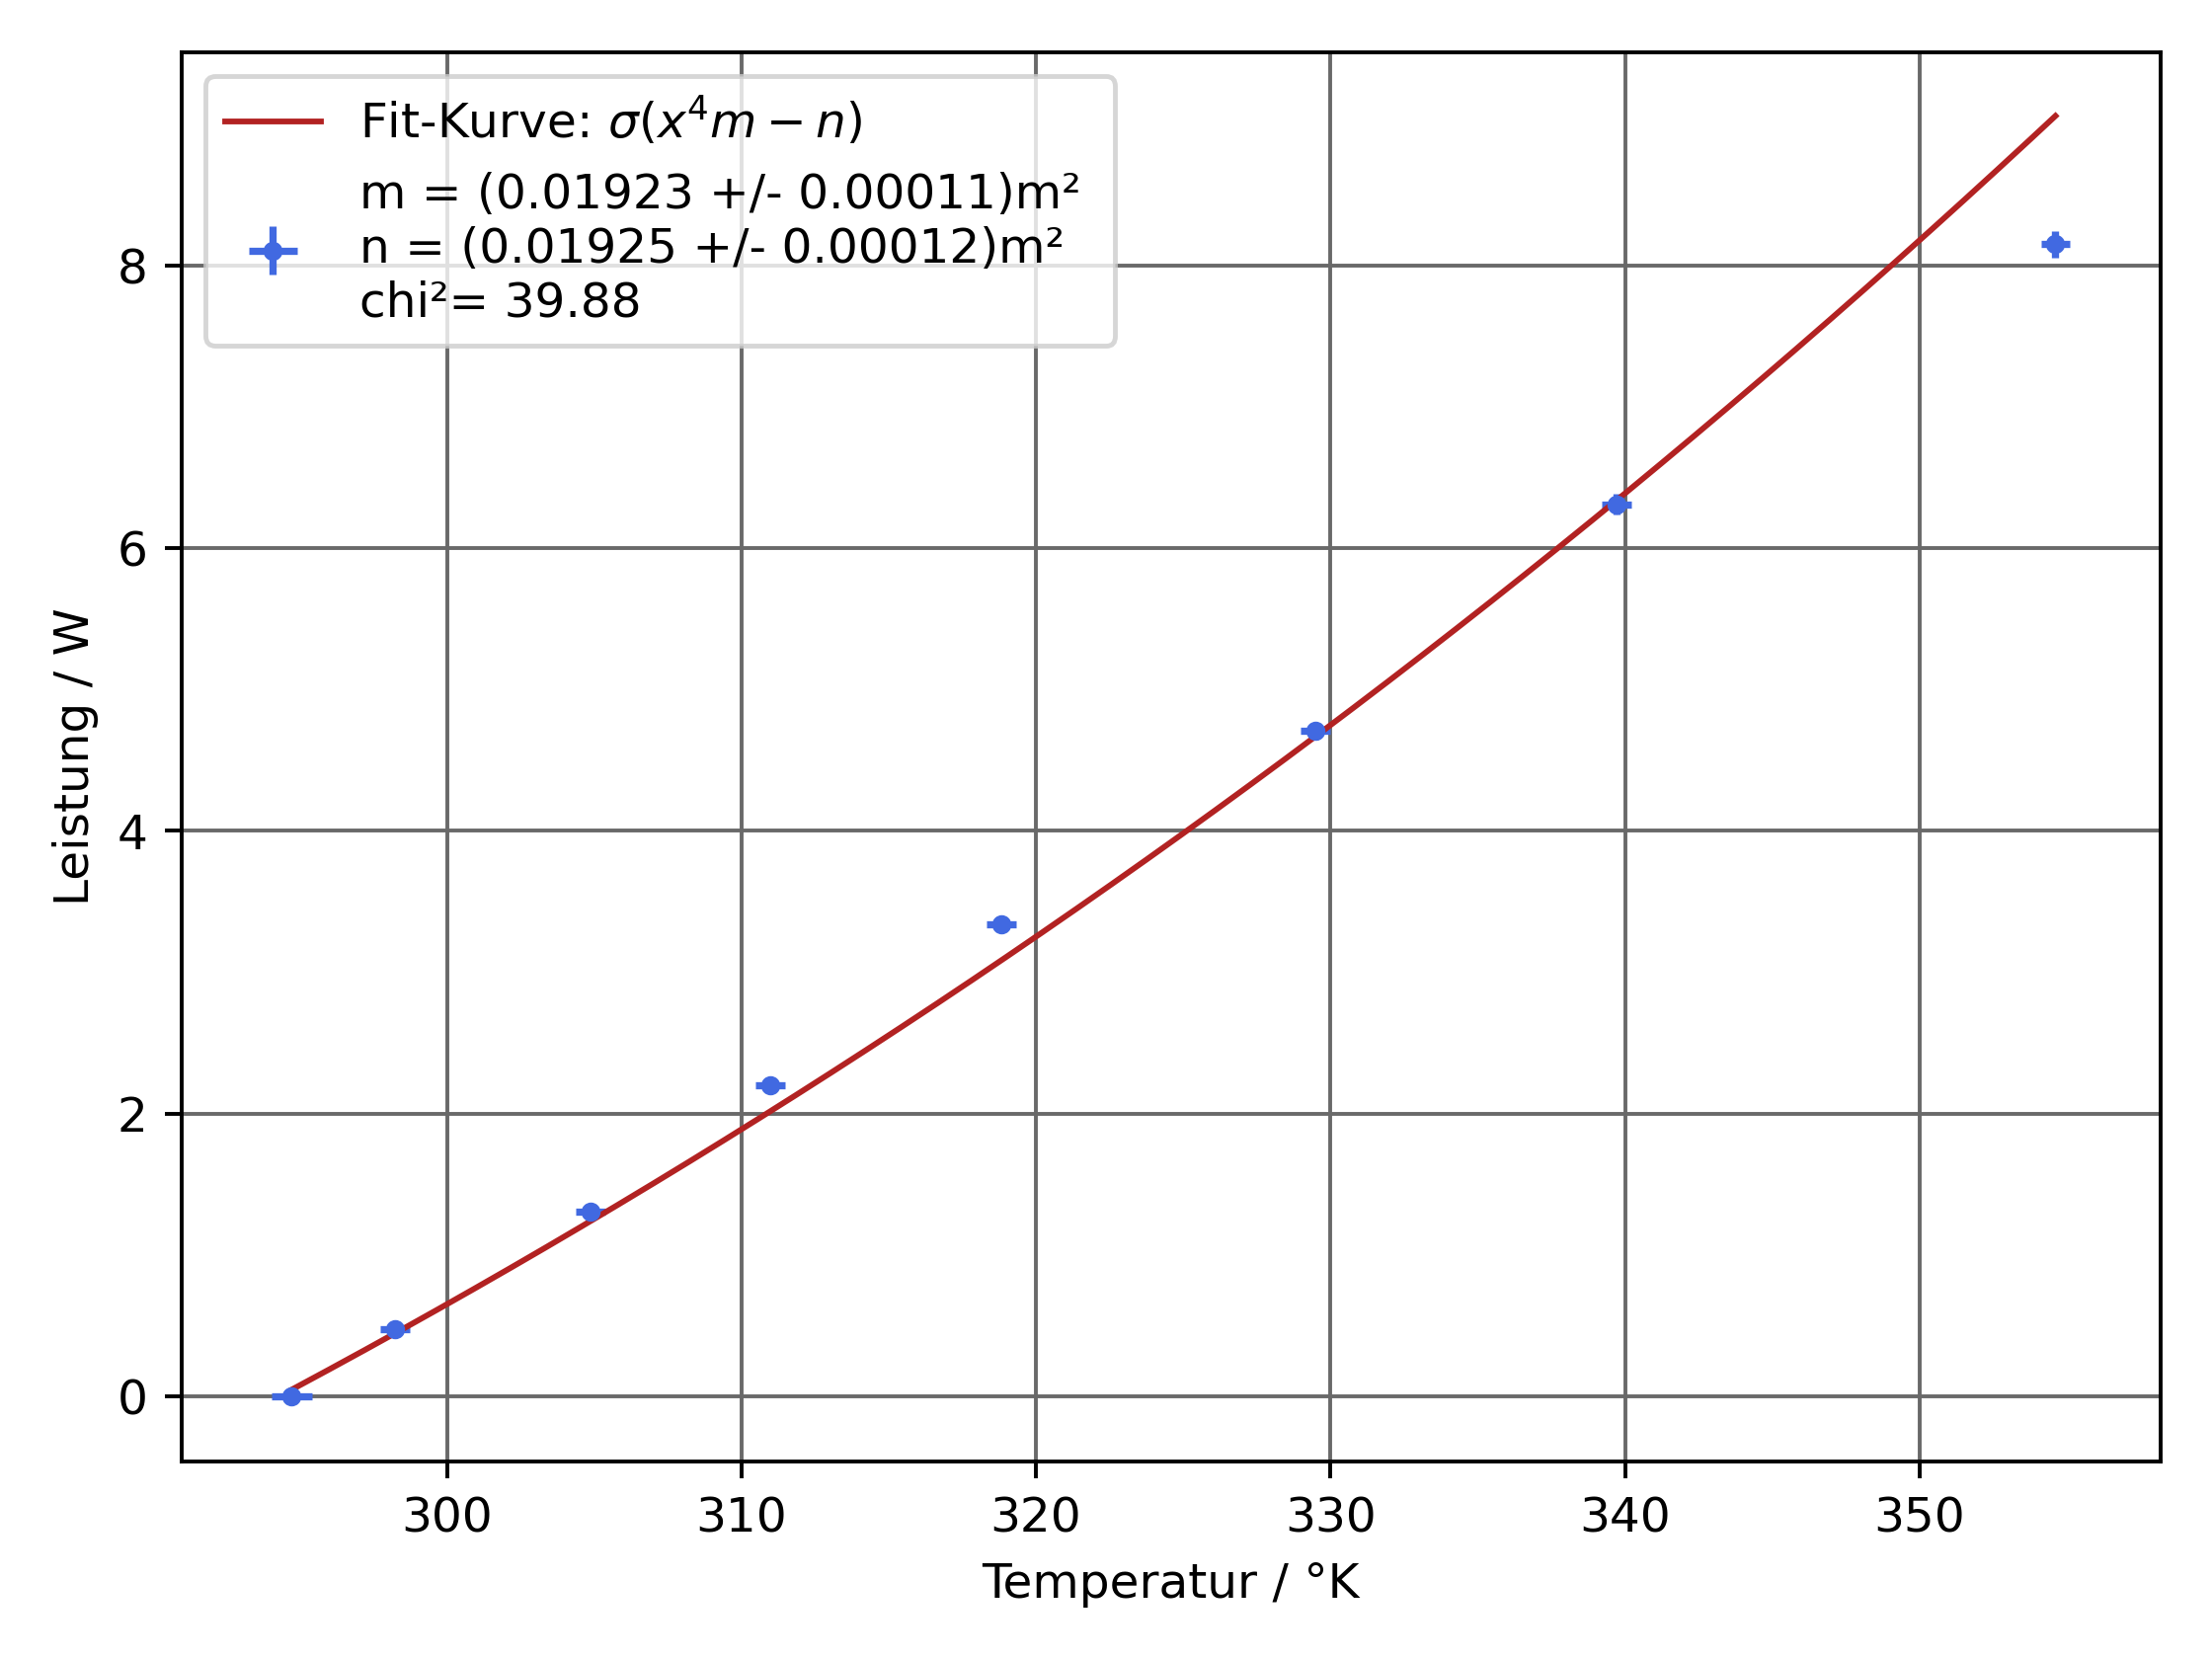 Fit-Kurve: σ(x⁴m − n)
m = (0.01923 +/- 0.00011)m²
n = (0.01925 +/- 0.00012)m²
chi²= 39.88
8
6
4
2
0
Leistung / W
300 310 320 330 340 350
Temperatur / °K